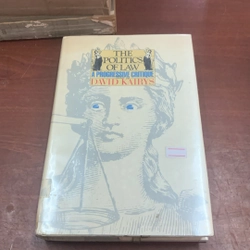 THE
POLITICS
OF LAW
A PROGRESSIVE CRITIQUE
DAVID KAIRYS